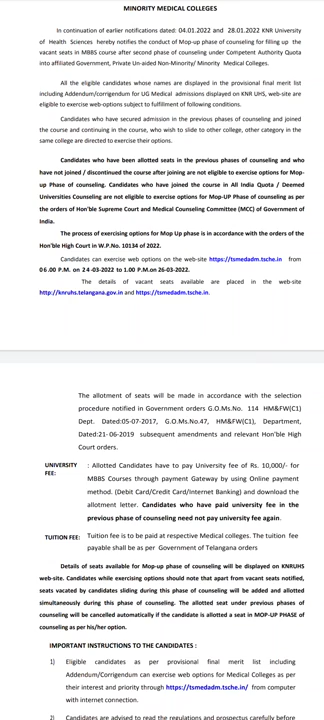 MINORITY MEDICAL COLLEGES
In continuation of earlier notifications dated: 04.01.2022 and 28.01.2022 KNR University
of Health Sciences hereby notifies the conduct of Mop-up phase of counseling for filling up the
vacant seats in MBBS course after second phase of counseling under Competent Authority Quota
into affiliated Government, Private Un-aided Non-Minority/ Minority Medical Colleges.
All the eligible candidates whose names are displayed in the provisional final merit list
including Addendum/corrigendum for UG Medical admissions displayed on KNR UHS, web-site are
eligible to exercise web-options subject to fulfillment of following conditions.
Candidates who have secured admission in the previous phases of counseling and joined
the course and continuing in the course, who wish to slide to other college, other category in the
same college are directed to exercise their options.
Candidates who have been allotted seats in the previous phases of counseling and who
have not joined / discontinued the course after joining are not eligible to exercise options for Mop-
up Phase of counseling. Candidates who have joined the course in All India Quota / Deemed
Universities Counseling are not eligible to exercise options for Mop-UP Phase of counseling as per
the orders of Hon'ble Supreme Court and Medical Counseling Committee (MCC) of Government of
India.
The process of exercising options for Mop Up phase is in accordance with the orders of the
Hon'ble High Court in W.P.No. 10134 of 2022.
Candidates can exercise web options on the web-site https://tsmedadm.tsche.in from
06.00 P.M. on 24-03-2022 to 1.00 P.M.on 26-03-2022.
The details of vacant seats available are placed in the web-site
http://knruhs.telangana.gov.in and https://tsmedadm.tsche.in.
The allotment of seats will be made in accordance with the selection
procedure notified in Government orders G.O.Ms.No. 114 HM&FW(C1)
Dept. Dated:05-07-2017, G.O.Ms.No.47, HM&FW(C1), Department,
Dated:21-06-2019 subsequent amendments and relevant Hon'ble High
Court orders.
UNIVERSITY FEE: : Allotted Candidates have to pay University fee of Rs. 10,000/- for
MBBS Courses through payment Gateway by using Online payment
method. (Debit Card/Credit Card/Internet Banking) and download the
allotment letter. Candidates who have paid university fee in the
previous phase of counseling need not pay university fee again.
TUITION FEE: Tuition fee is to be paid at respective Medical colleges. The tuition fee
payable shall be as per Government of Telangana orders
Details of seats available for Mop-up phase of counseling will be displayed on KNRUHS
web-site. Candidates while exercising options should note that apart from vacant seats notified,
seats vacated by candidates sliding during this phase of counseling will be added and allotted
simultaneously during this phase of counseling. The allotted seat under previous phases of
counseling will be cancelled automatically if the candidate is allotted a seat in MOP-UP PHASE of
counseling as per his/her option.
IMPORTANT INSTRUCTIONS TO THE CANDIDATES :
1) Eligible candidates as per provisional final merit list including
Addendum/Corrigendum can exercise web options for Medical Colleges as per
their interest and priority through https://tsmedadm.tsche.in/ from computer
with internet connection.
2) Candidates are advised to read the regulations and prospectus carefully before